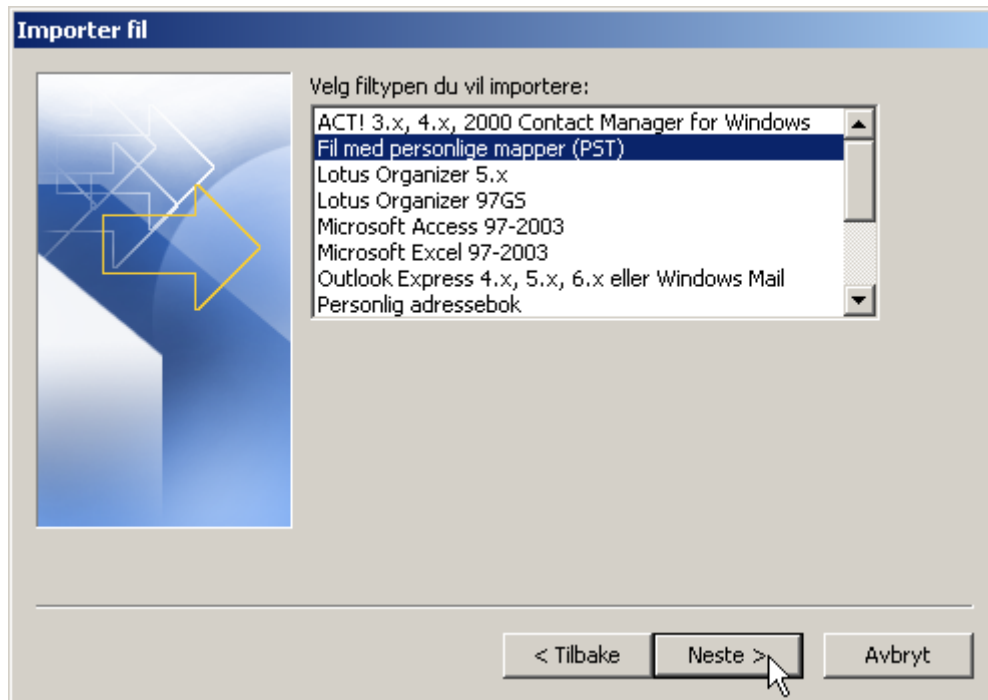 Importer fil
Velg filtypen du vil importere:
ACT! 3.x, 4.x, 2000 Contact Manager for Windows
Fil med personlige mapper (PST)
Lotus Organizer 5.x
Lotus Organizer 97GS
Microsoft Access 97-2003
Microsoft Excel 97-2003
Outlook Express 4.x, 5.x, 6.x eller Windows Mail
Personlig adressebok
< Tilbake
Neste >
Avbryt